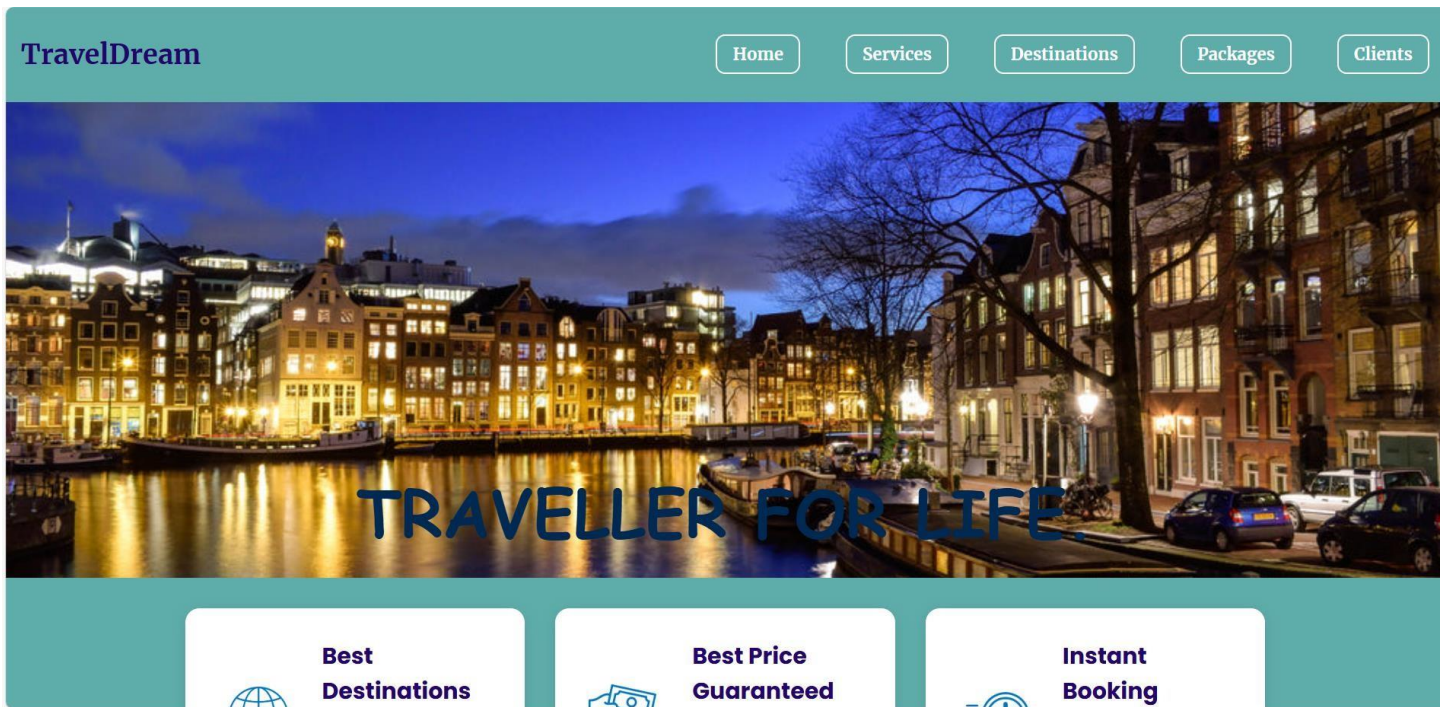 TravelDream
Home
Services
Destinations
Packages
Clients
TRAVELLER FOR LIFE.
Best
Destinations
Best Price
Guaranteed
Instant
Booking